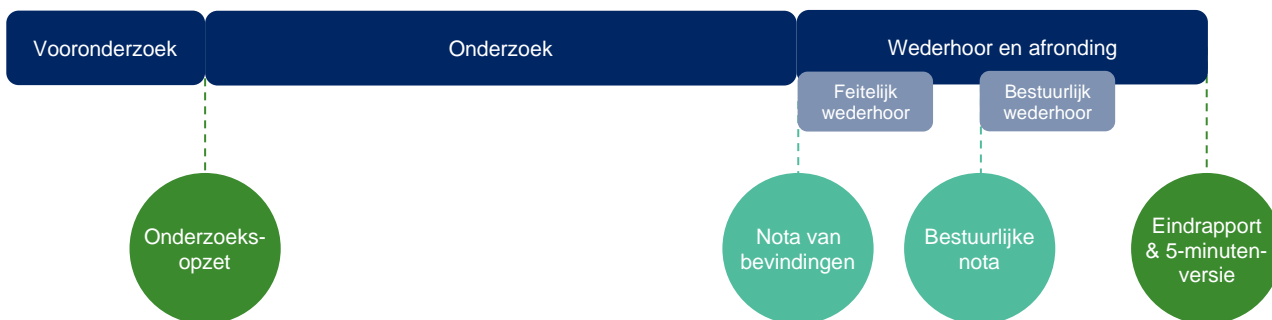 Vooronderzoek
Onderzoek
Wederhoor en afronding
Feitelijk
wederhoor
Bestuurlijk
wederhoor
Onderzoeks-
opzet
Nota van
bevindingen
Bestuurlijke
nota
Eindrapport
& 5-minuten-
versie